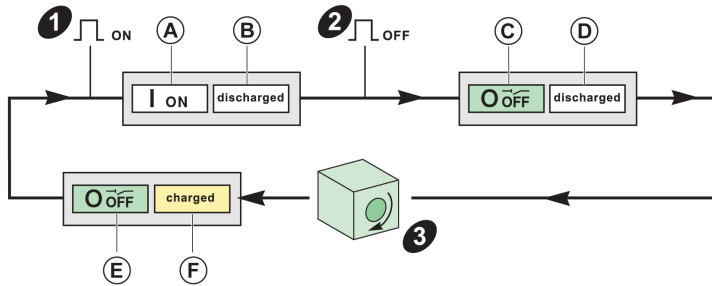 1 ON A B 2 OFF C D
I ON discharged O OFF discharged
O OFF charged
3
E F